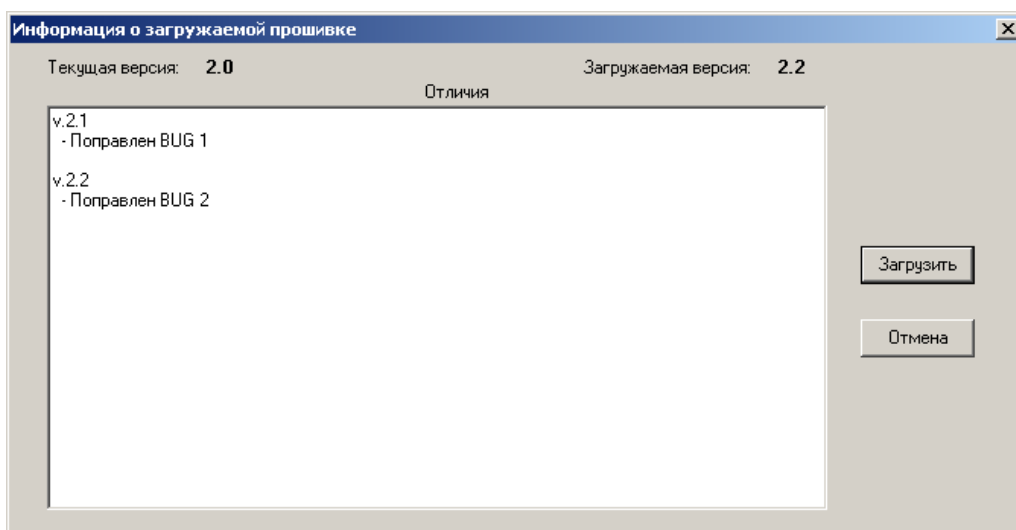 Информация о загружаемой прошивке
Текущая версия: 2.0 Загружаемая версия: 2.2
Отличия
v.2.1
- Поправлен BUG 1
v.2.2
- Поправлен BUG 2
Загрузить
Отмена